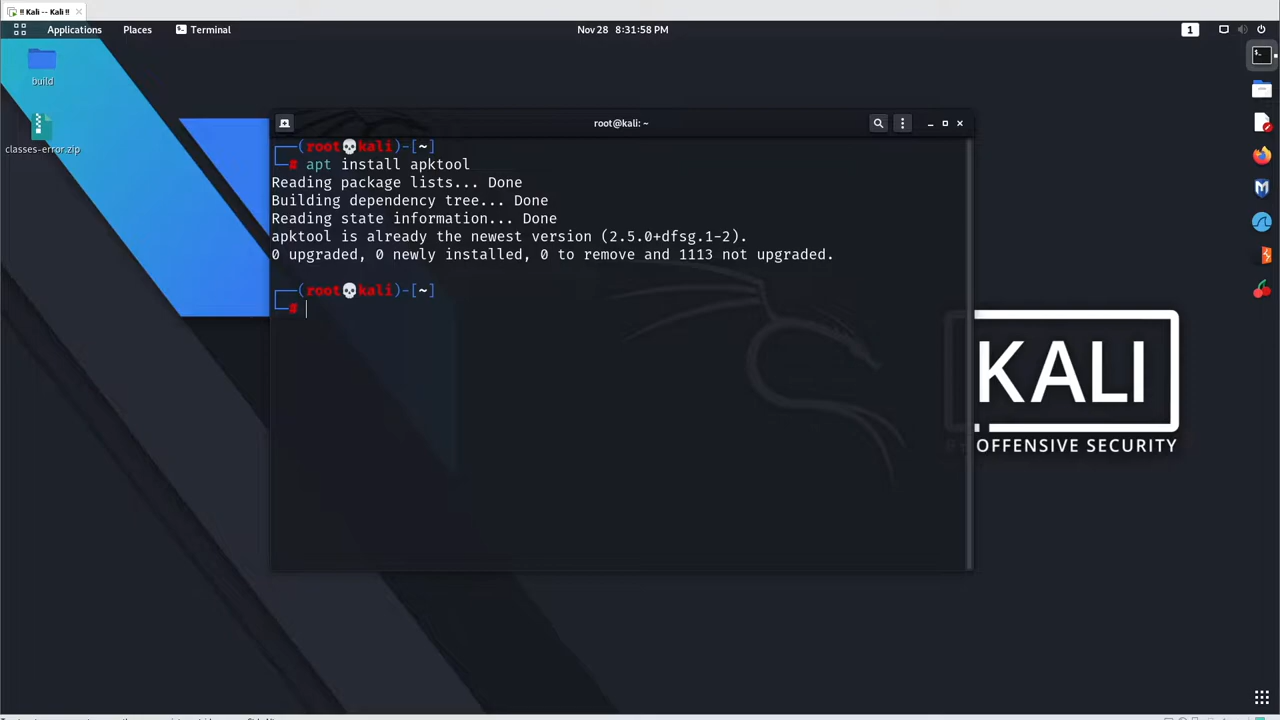 !! Kali -- Kali !!
Applications Places Terminal
Nov 28 8:31:58 PM
1
build
classes-error.zip
root@kali: ~
(root💀kali)-[~]
# apt install apktool
Reading package lists... Done
Building dependency tree... Done
Reading state information... Done
apktool is already the newest version (2.5.0+dfsg.1-2).
0 upgraded, 0 newly installed, 0 to remove and 1113 not upgraded.
(root💀kali)-[~]
#
KALI
OFFENSIVE SECURITY